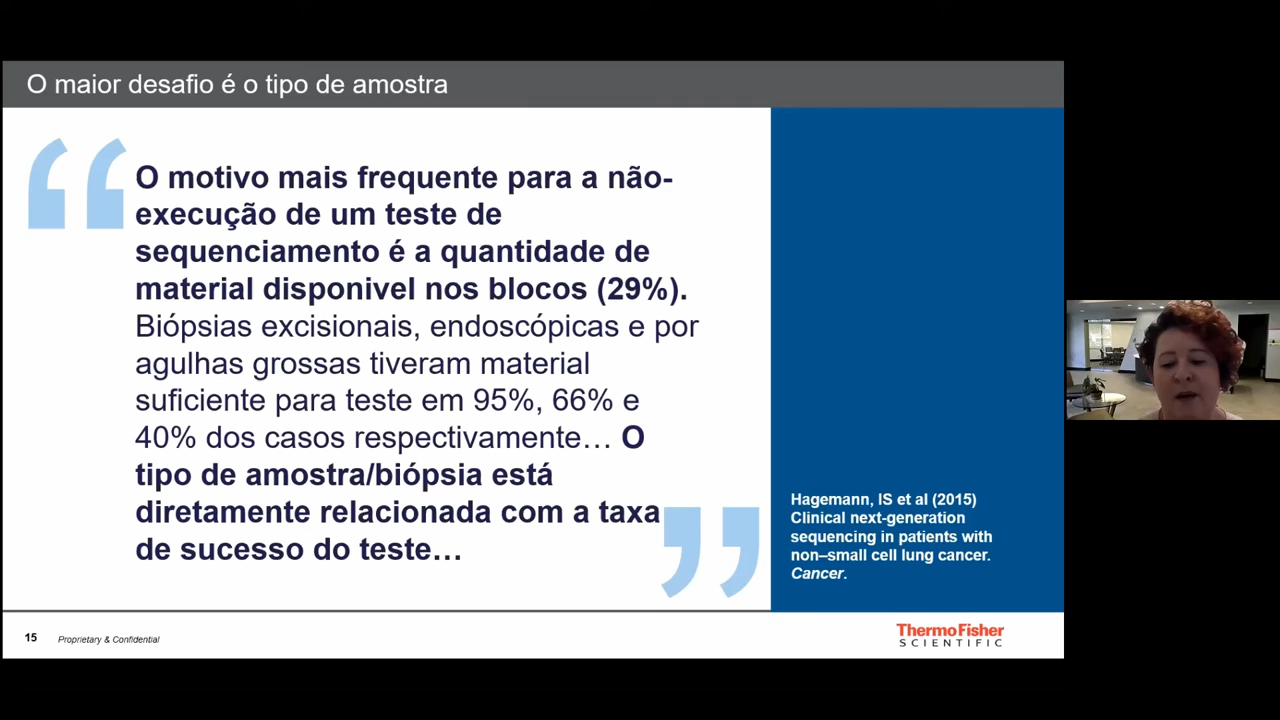 O maior desafio é o tipo de amostra
O motivo mais frequente para a não-
execução de um teste de
sequenciamento é a quantidade de
material disponivel nos blocos (29%).
Biópsias excisionais, endoscópicas e por
agulhas grossas tiveram material
suficiente para teste em 95%, 66% e
40% dos casos respectivamente… O
tipo de amostra/biópsia está
diretamente relacionada com a taxa
de sucesso do teste…
Hagemann, IS et al (2015)
Clinical next-generation
sequencing in patients with
non–small cell lung cancer.
Cancer.
15 Proprietary & Confidential
ThermoFisher
SCIENTIFIC